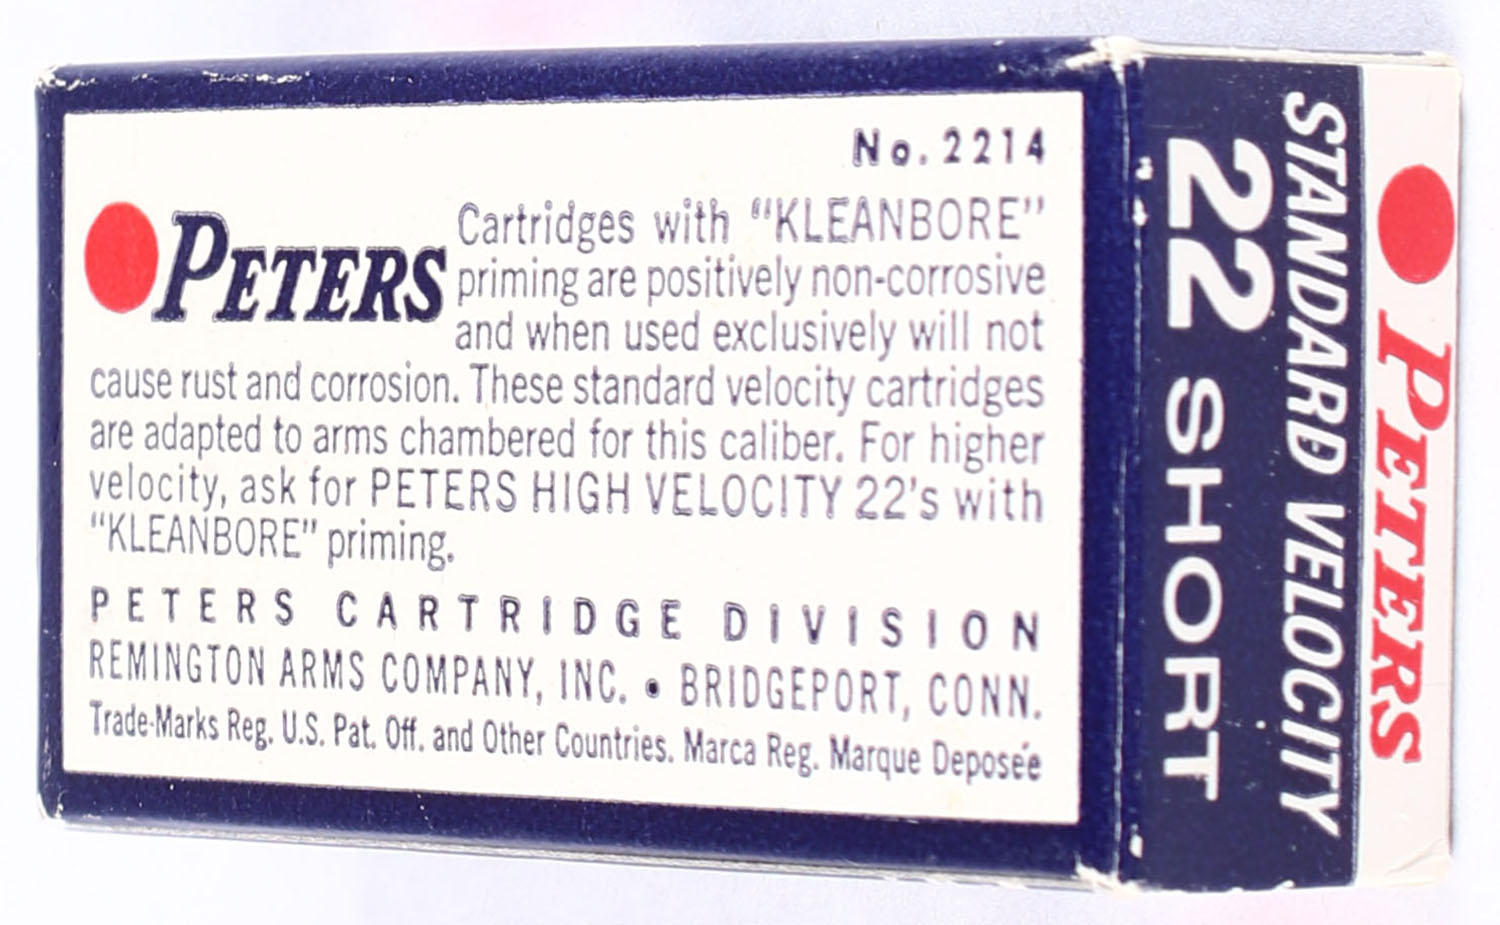 No. 2214
PETERS
Cartridges with "KLEANBORE"
priming are positively non-corrosive
and when used exclusively will not
cause rust and corrosion. These standard velocity cartridges
are adapted to arms chambered for this caliber. For higher
velocity, ask for PETERS HIGH VELOCITY 22's with
"KLEANBORE" priming.
PETERS CARTRIDGE DIVISION
REMINGTON ARMS COMPANY, INC. • BRIDGEPORT, CONN.
Trade-Marks Reg. U.S. Pat. Off. and Other Countries. Marca Reg. Marque Deposée
PETERS
STANDARD VELOCITY
22 SHORT